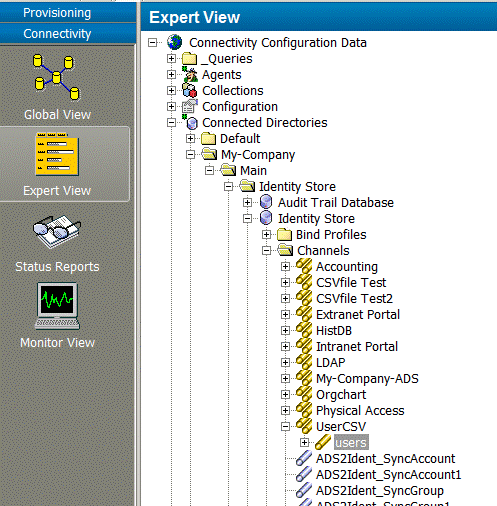 Provisioning
Connectivity
Global View
Expert View
Status Reports
Monitor View
Expert View
Connectivity Configuration Data
_Queries
Agents
Collections
Configuration
Connected Directories
Default
My-Company
Main
Identity Store
Audit Trail Database
Identity Store
Bind Profiles
Channels
Accounting
CSVfile Test
CSVfile Test2
Extranet Portal
HistDB
Intranet Portal
LDAP
My-Company-ADS
Orgchart
Physical Access
UserCSV
users
ADS2Ident_SyncAccount
ADS2Ident_SyncAccount1
ADS2Ident_SyncGroup
ADS2Ident_SyncGroup1